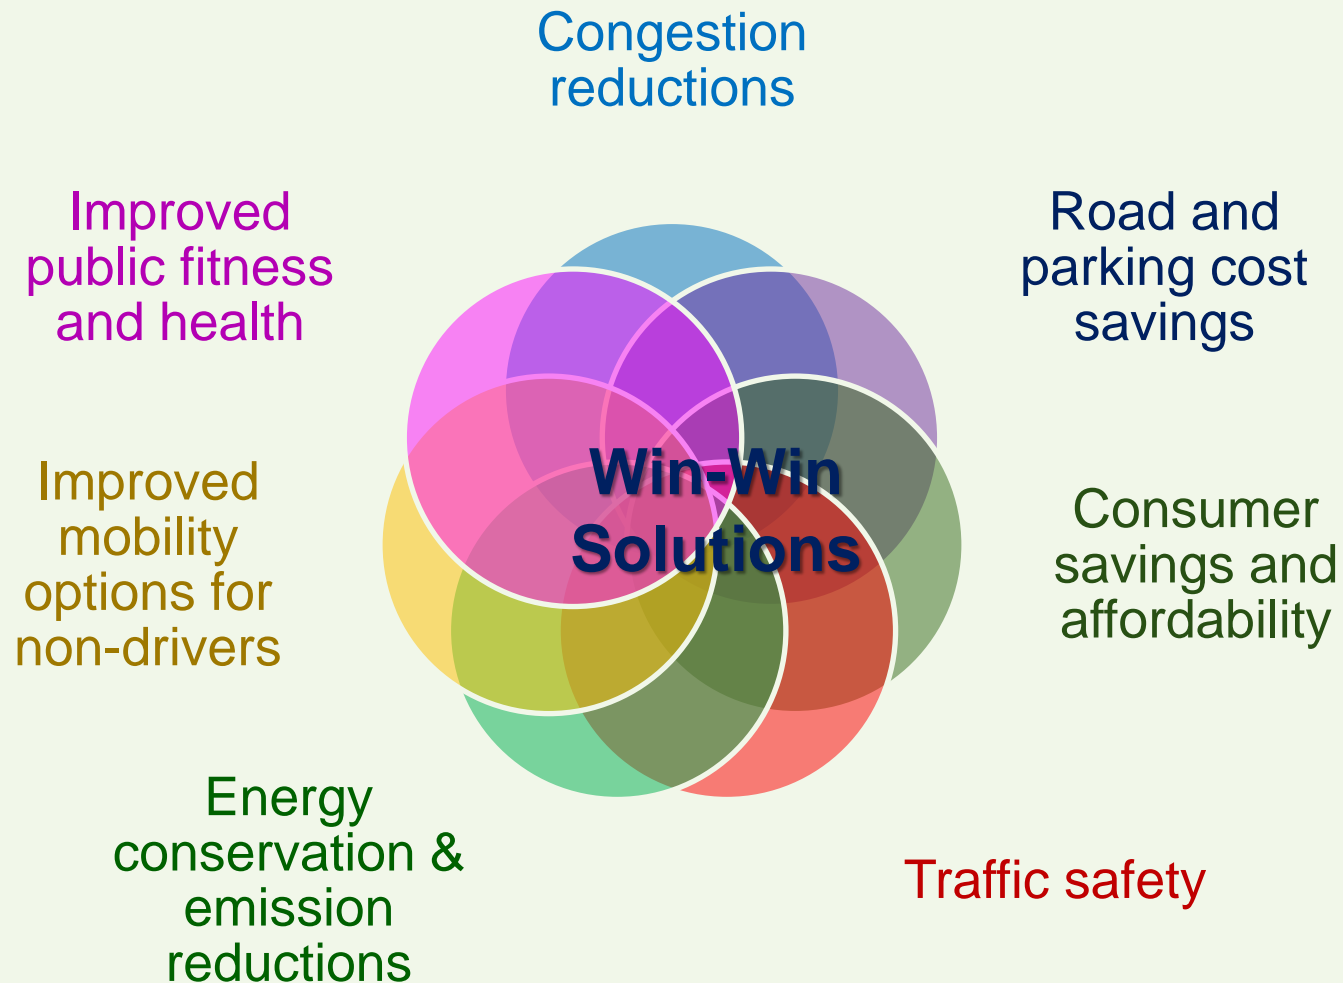 Congestion
reductions
Improved
public fitness
and health
Road and
parking cost
savings
Win-Win
Solutions
Improved
mobility
options for
non-drivers
Consumer
savings and
affordability
Energy
conservation &
emission
reductions
Traffic safety